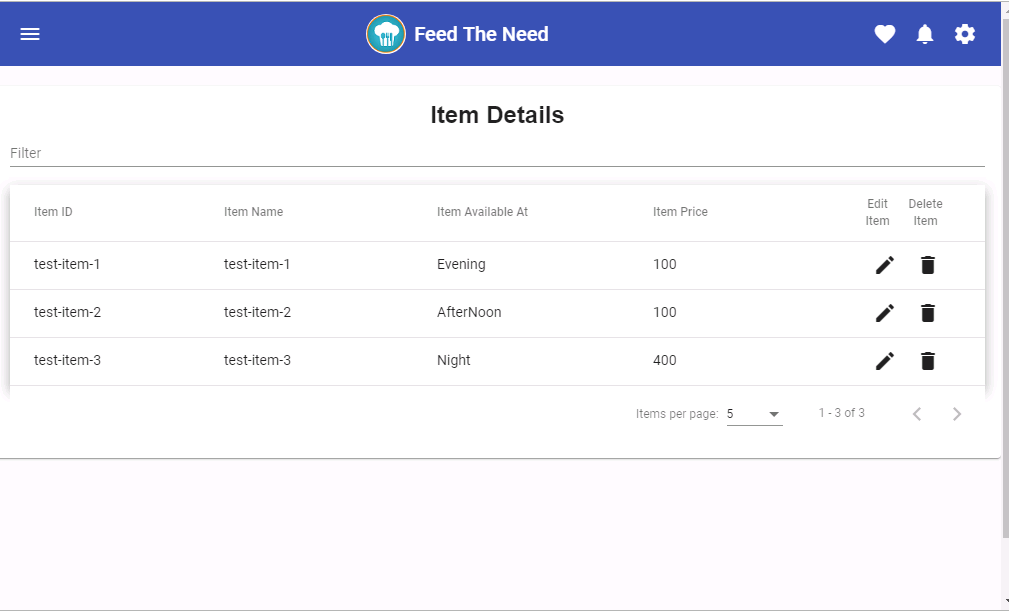 Feed The Need
Item Details
Filter
Item ID Item Name Item Available At Item Price Edit Item Delete Item
test-item-1 test-item-1 Evening 100
test-item-2 test-item-2 AfterNoon 100
test-item-3 test-item-3 Night 400
Items per page: 5 1 - 3 of 3